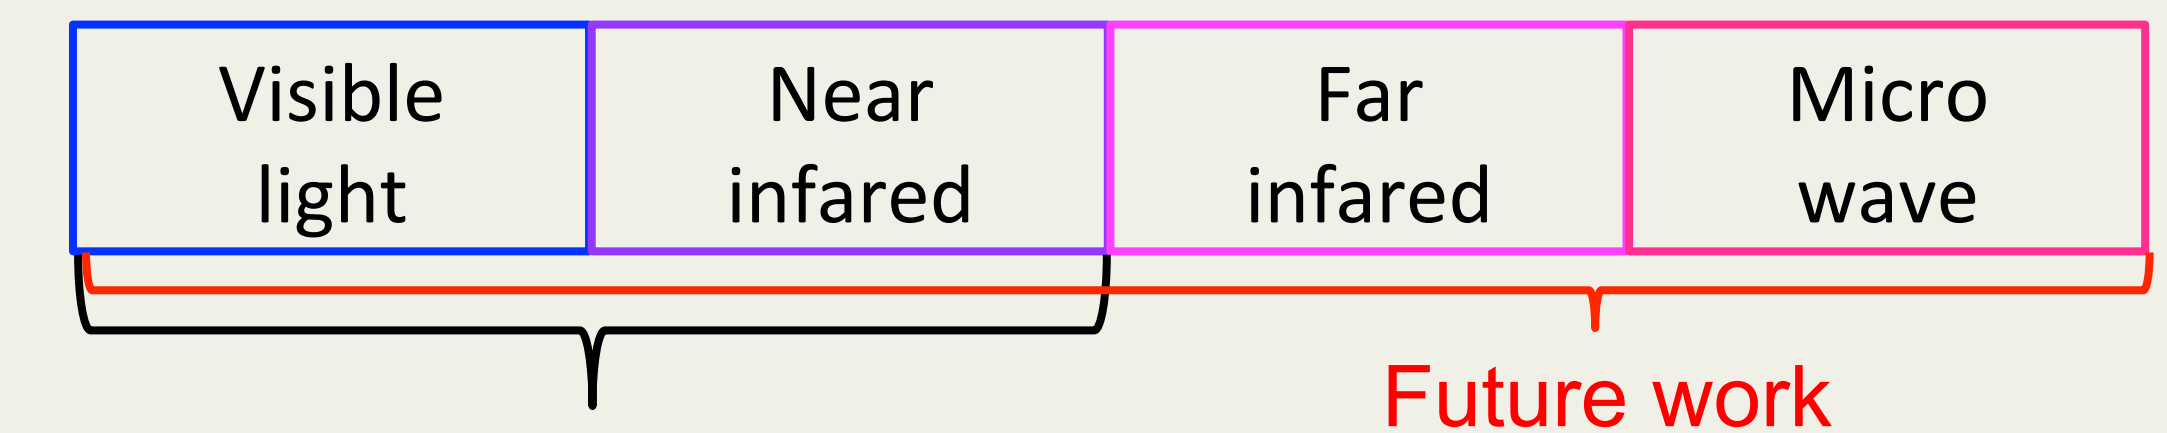 Visible
light
Near
infared
Far
infared
Micro
wave
Future work